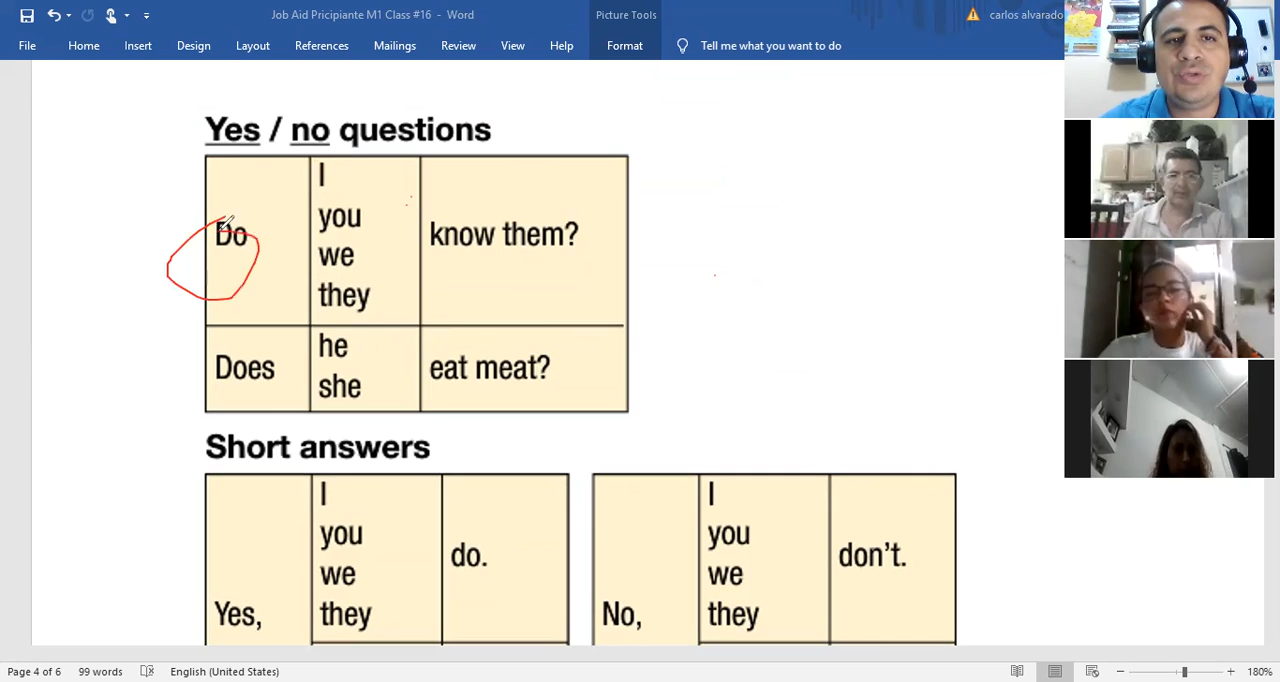 Job Aid Pricipiante M1 Class #16 - Word
Picture Tools
carlos alvarado
File Home Insert Design Layout References Mailings Review View Help Format Tell me what you want to do
Yes / no questions
I
you
Do we know them?
they
he
Does she eat meat?
Short answers
I
you
we do.
Yes, they
I
you
we don't.
No, they
Page 4 of 6 99 words English (United States) 180%